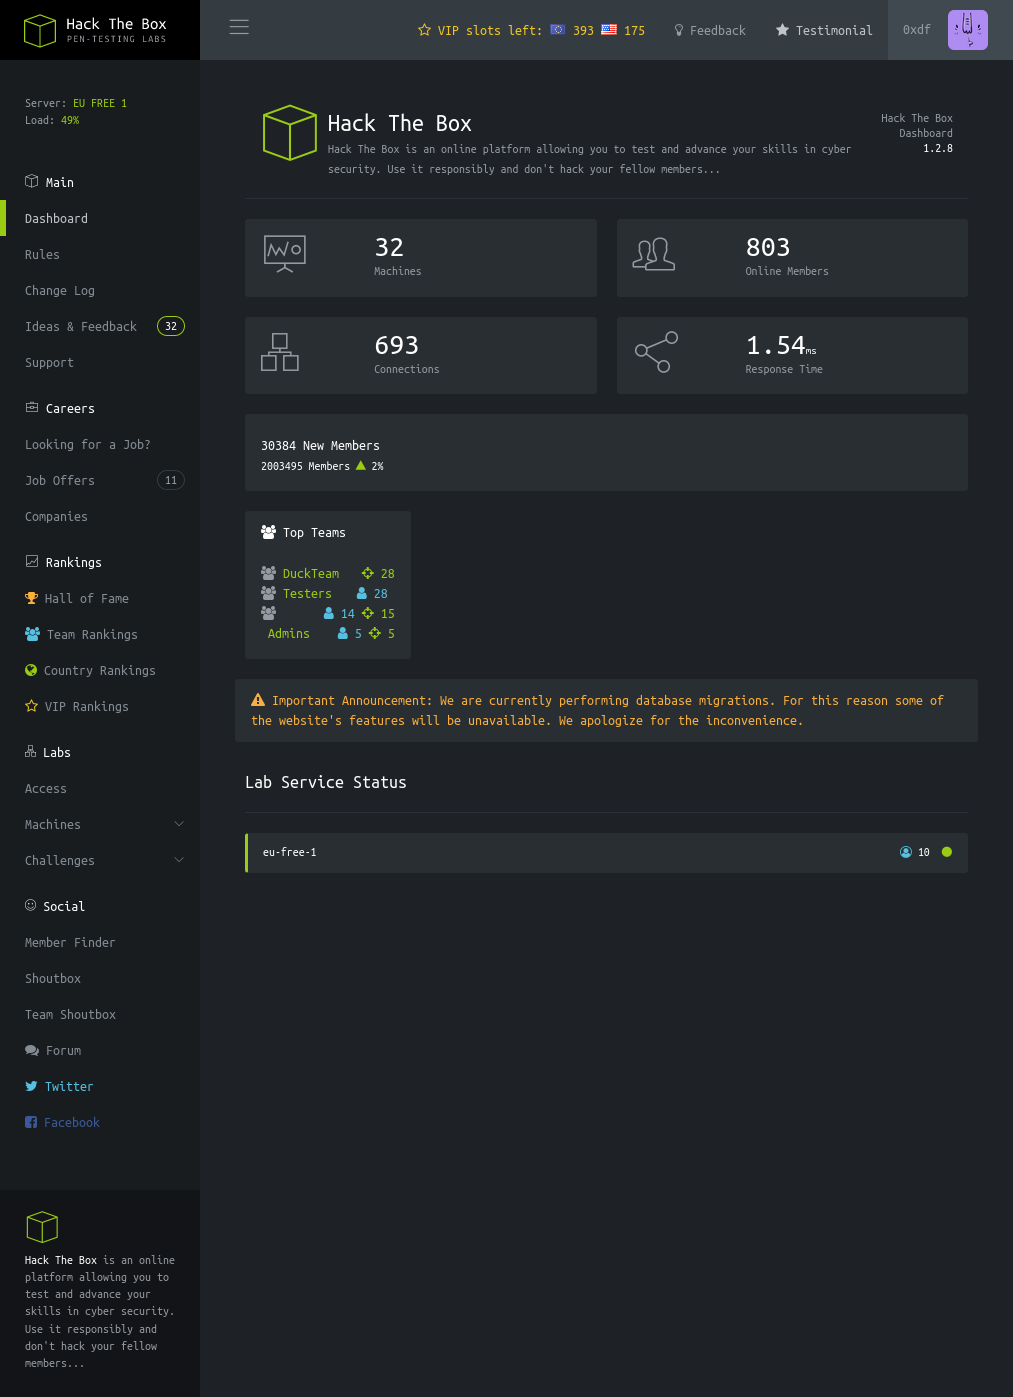 Hack The Box
PEN-TESTING LABS
VIP slots left: 393 175
Feedback
Testimonial
0xdf
Server: EU FREE 1
Load: 49%
Main
Dashboard
Rules
Change Log
Ideas & Feedback 32
Support
Careers
Looking for a Job?
Job Offers 11
Companies
Rankings
Hall of Fame
Team Rankings
Country Rankings
VIP Rankings
Labs
Access
Machines
Challenges
Social
Member Finder
Shoutbox
Team Shoutbox
Forum
Twitter
Facebook
Hack The Box is an online
platform allowing you to
test and advance your
skills in cyber security.
Use it responsibly and
don't hack your fellow
members...
Hack The Box
Hack The Box is an online platform allowing you to test and advance your skills in cyber
security. Use it responsibly and don't hack your fellow members...
Hack The Box
Dashboard
1.2.8
32
Machines
803
Online Members
693
Connections
1.54ms
Response Time
30384 New Members
2003495 Members 2%
Top Teams
DuckTeam 28
Testers 28
14 15
Admins 5 5
Important Announcement: We are currently performing database migrations. For this reason some of
the website's features will be unavailable. We apologize for the inconvenience.
Lab Service Status
eu-free-1 10